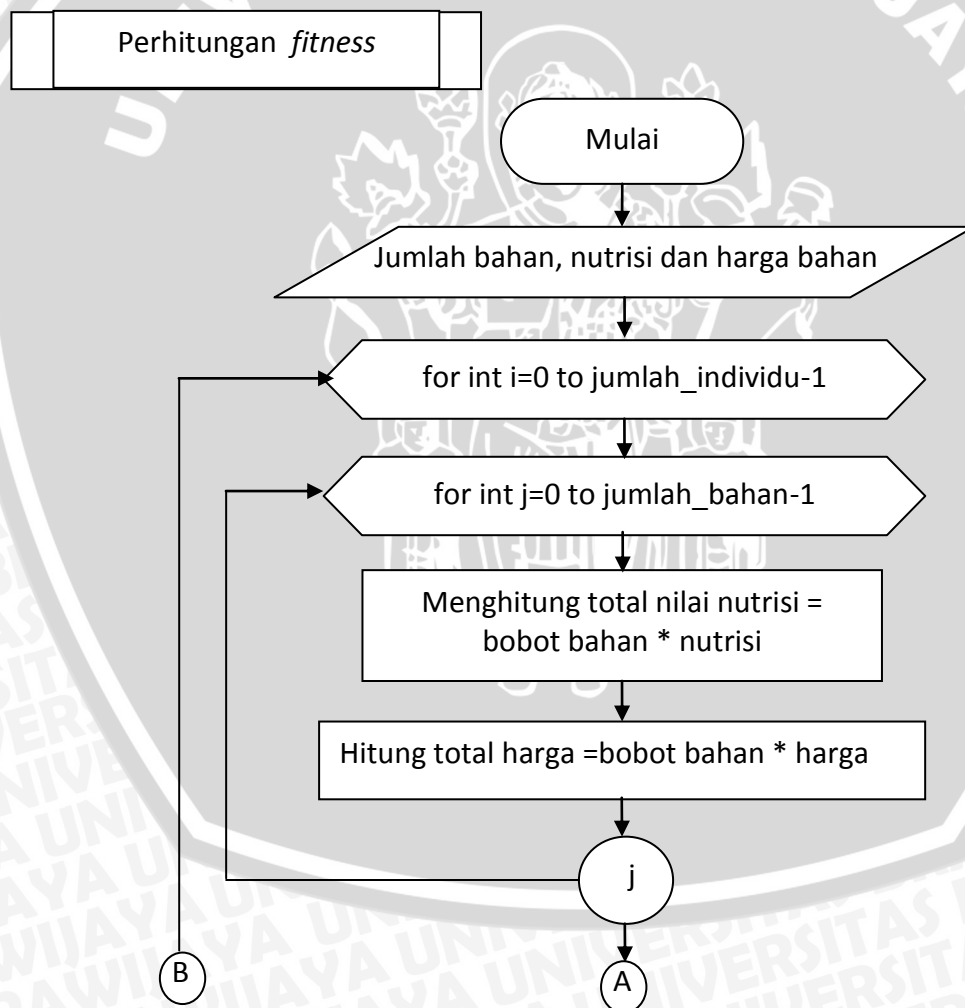 Perhitungan fitness
Mulai
Jumlah bahan, nutrisi dan harga bahan
for int i=0 to jumlah_individu-1
for int j=0 to jumlah_bahan-1
Menghitung total nilai nutrisi =
bobot bahan * nutrisi
Hitung total harga =bobot bahan * harga
j
B
A